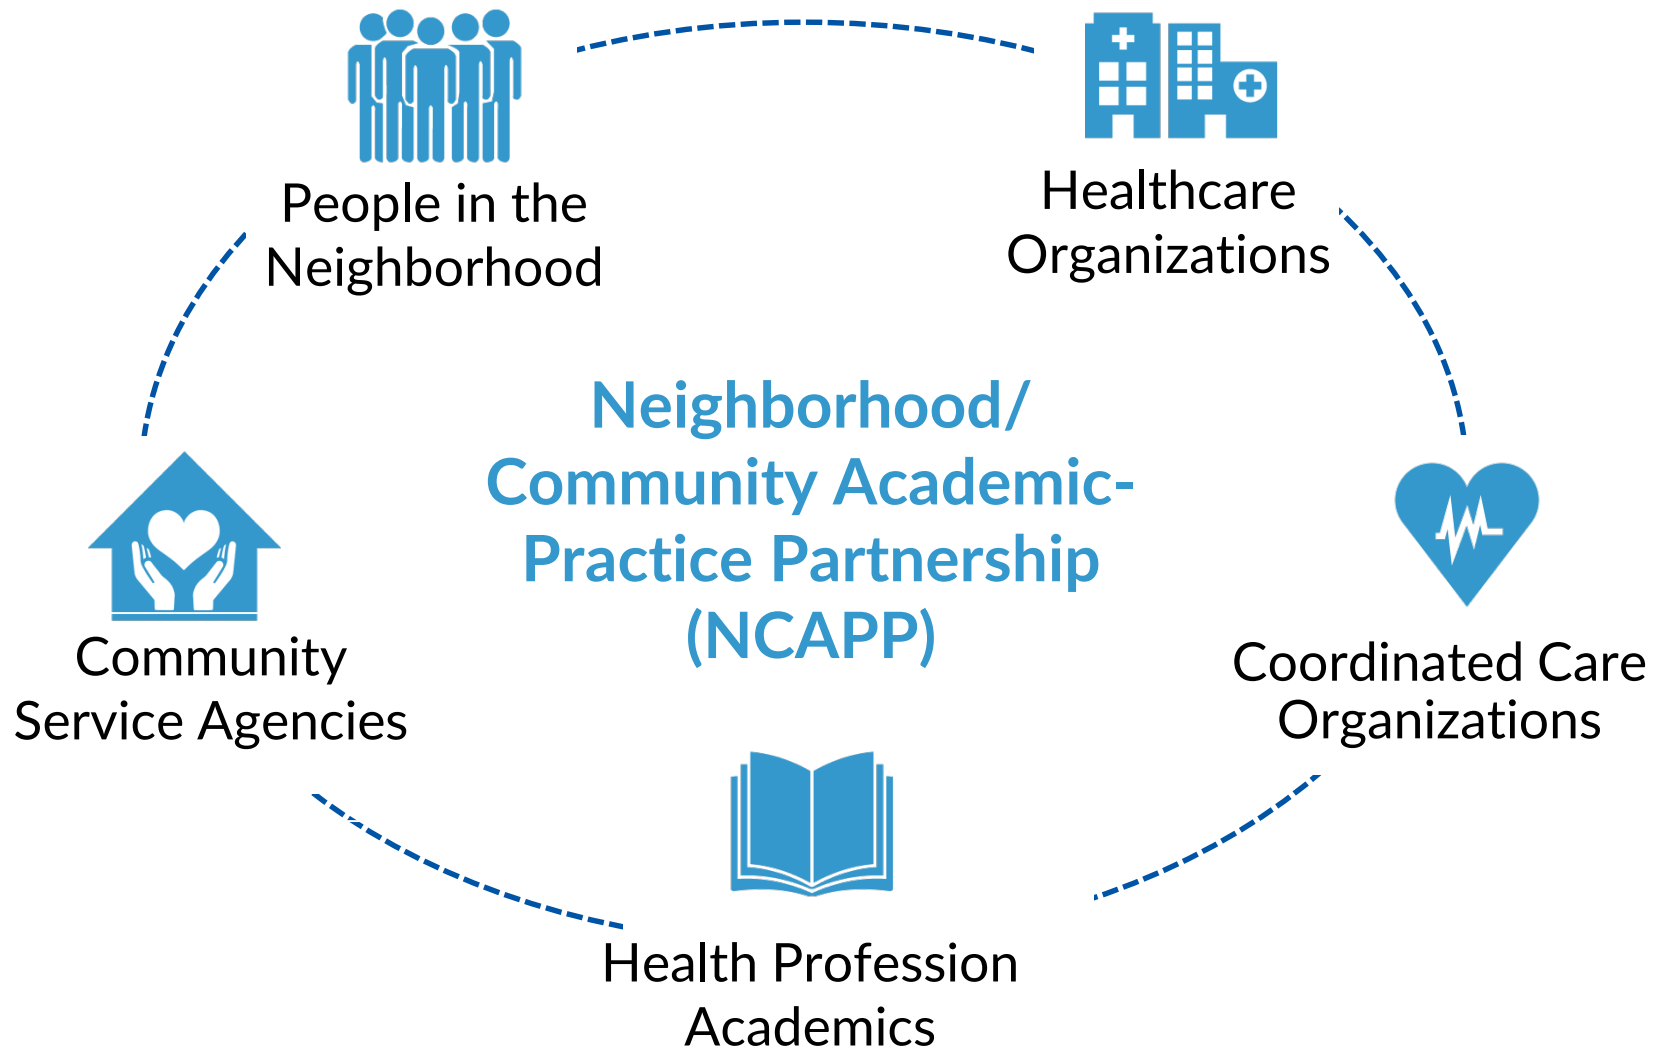 People in the
Neighborhood
Healthcare
Organizations
Neighborhood/
Community Academic-
Practice Partnership
(NCAPP)
Community
Service Agencies
Coordinated Care
Organizations
Health Profession
Academics